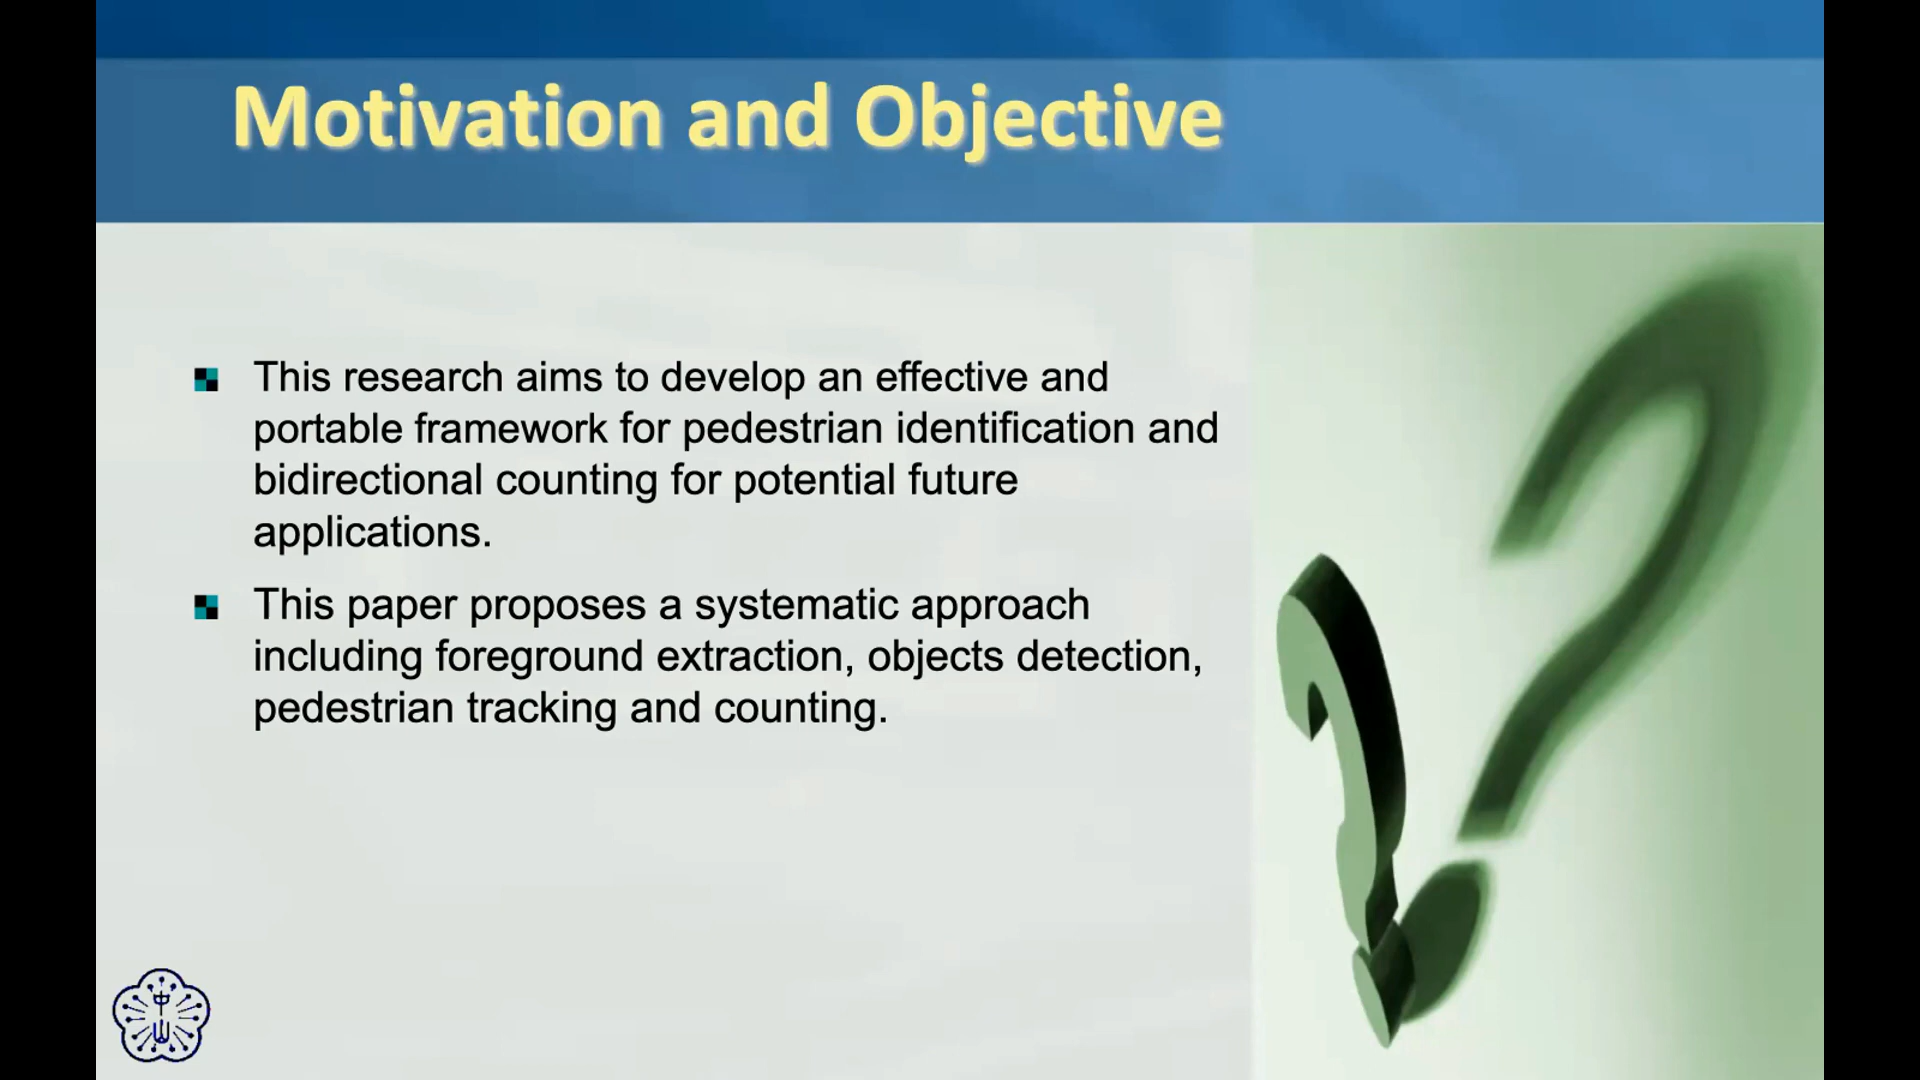 Motivation and Objective
This research aims to develop an effective and
portable framework for pedestrian identification and
bidirectional counting for potential future
applications.
This paper proposes a systematic approach
including foreground extraction, objects detection,
pedestrian tracking and counting.